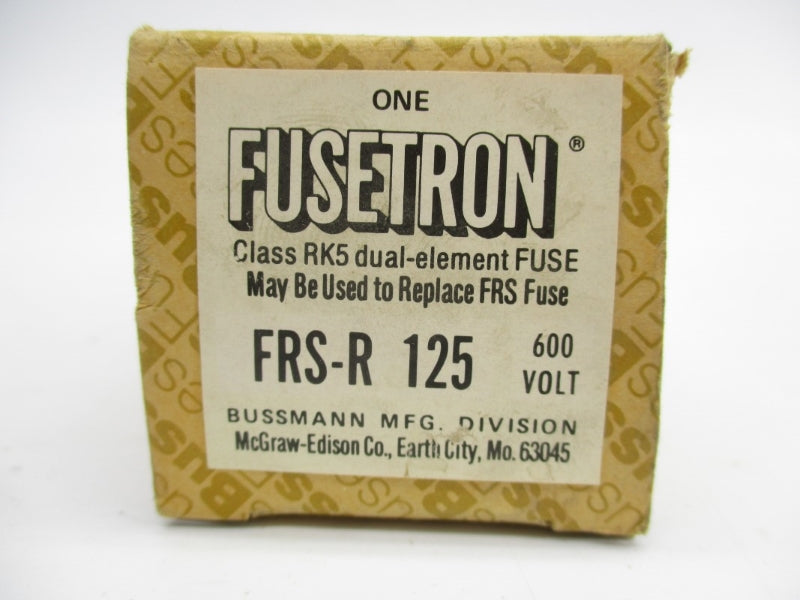 ONE
FUSETRON®
Class RK5 dual-element FUSE
May Be Used to Replace FRS Fuse
FRS-R 125 600 VOLT
BUSSMANN MFG. DIVISION
McGraw-Edison Co., Earth City, Mo. 63045